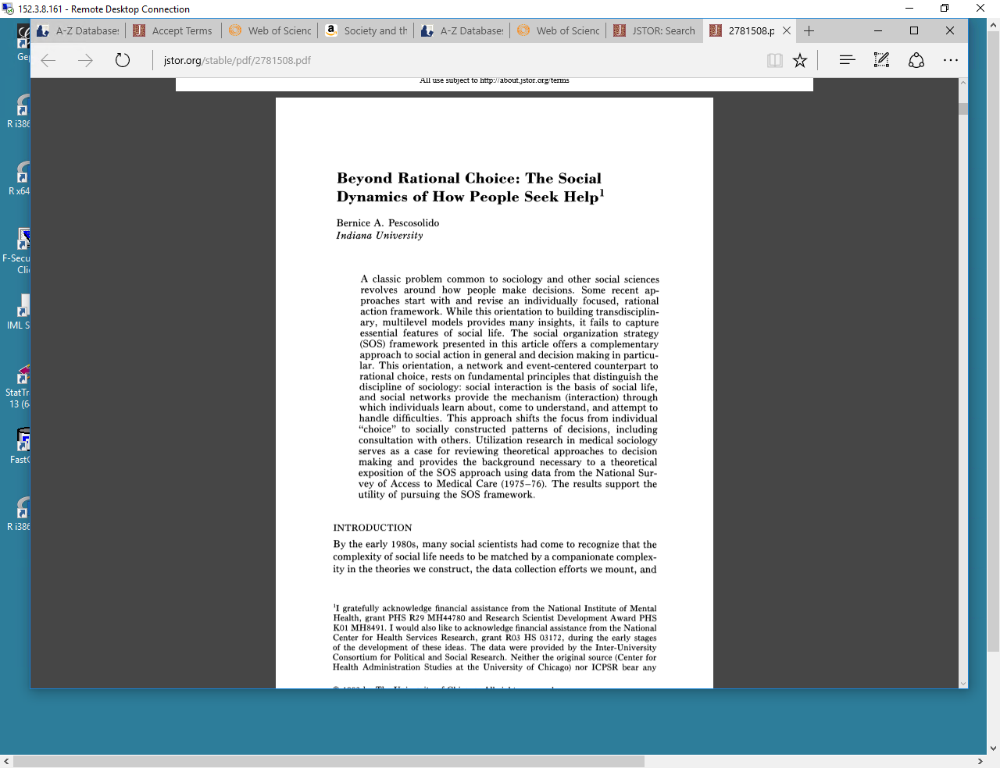 152.3.8.161 - Remote Desktop Connection
A-Z Databases
Accept Terms
Web of Scienc
Society and th
A-Z Databases
Web of Scienc
JSTOR: Search
2781508.p
jstor.org/stable/pdf/2781508.pdf
All use subject to http://about.jstor.org/terms
Gep
R i386
R x64
F-Secu
Clie
IML S
StatTr
13 (6
FastC
R i386
Beyond Rational Choice: The Social
Dynamics of How People Seek Help1
Bernice A. Pescosolido
Indiana University
A classic problem common to sociology and other social sciences
revolves around how people make decisions. Some recent ap-
proaches start with and revise an individually focused, rational
action framework. While this orientation to building transdisciplin-
ary, multilevel models provides many insights, it fails to capture
essential features of social life. The social organization strategy
(SOS) framework presented in this article offers a complementary
approach to social action in general and decision making in particu-
lar. This orientation, a network and event-centered counterpart to
rational choice, rests on fundamental principles that distinguish the
discipline of sociology: social interaction is the basis of social life,
and social networks provide the mechanism (interaction) through
which individuals learn about, come to understand, and attempt to
handle difficulties. This approach shifts the focus from individual
“choice” to socially constructed patterns of decisions, including
consultation with others. Utilization research in medical sociology
serves as a case for reviewing theoretical approaches to decision
making and provides the background necessary to a theoretical
exposition of the SOS approach using data from the National Sur-
vey of Access to Medical Care (1975–76). The results support the
utility of pursuing the SOS framework.
INTRODUCTION
By the early 1980s, many social scientists had come to recognize that the
complexity of social life needs to be matched by a companionate complex-
ity in the theories we construct, the data collection efforts we mount, and
1I gratefully acknowledge financial assistance from the National Institute of Mental
Health, grant PHS R29 MH44780 and Research Scientist Development Award PHS
K01 MH8491. I would also like to acknowledge financial assistance from the National
Center for Health Services Research, grant R03 HS 03172, during the early stages
of the development of these ideas. The data were provided by the Inter-University
Consortium for Political and Social Research. Neither the original source (Center for
Health Administration Studies at the University of Chicago) nor ICPSR bear any